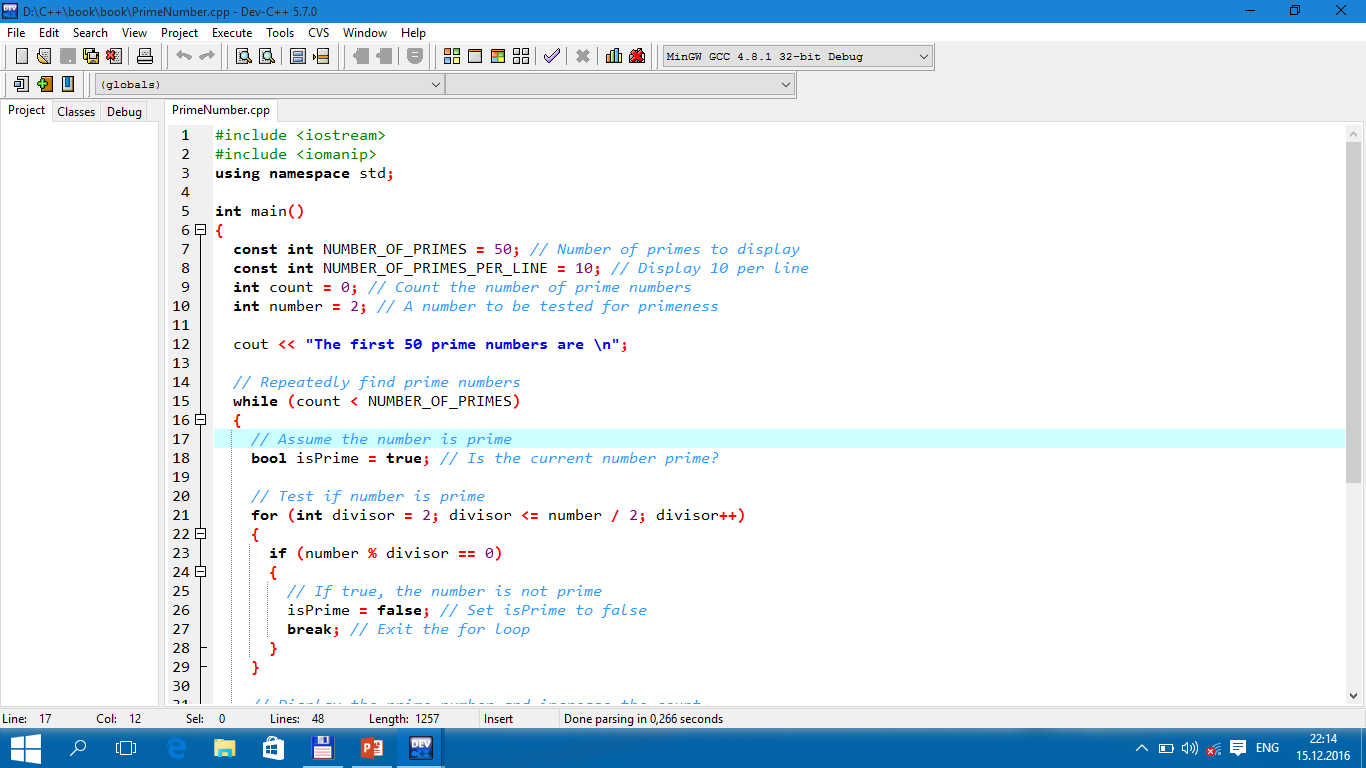 D:\C++\book\book\PrimeNumber.cpp - Dev-C++ 5.7.0
File Edit Search View Project Execute Tools CVS Window Help
MinGW GCC 4.8.1 32-bit Debug
(globals)
Project Classes Debug PrimeNumber.cpp
1 #include <iostream>
2 #include <iomanip>
3 using namespace std;
4
5 int main()
6 {
7 const int NUMBER_OF_PRIMES = 50; // Number of primes to display
8 const int NUMBER_OF_PRIMES_PER_LINE = 10; // Display 10 per line
9 int count = 0; // Count the number of prime numbers
10 int number = 2; // A number to be tested for primeness
11
12 cout << "The first 50 prime numbers are \n";
13
14 // Repeatedly find prime numbers
15 while (count < NUMBER_OF_PRIMES)
16 {
17 // Assume the number is prime
18 bool isPrime = true; // Is the current number prime?
19
20 // Test if number is prime
21 for (int divisor = 2; divisor <= number / 2; divisor++)
22 {
23 if (number % divisor == 0)
24 {
25 // If true, the number is not prime
26 isPrime = false; // Set isPrime to false
27 break; // Exit the for loop
28 }
29 }
30
31 // Display the prime number and increase the count
Line: 17 Col: 12 Sel: 0 Lines: 48 Length: 1257 Insert Done parsing in 0,266 seconds
DEV C++
ENG
22:14
15.12.2016